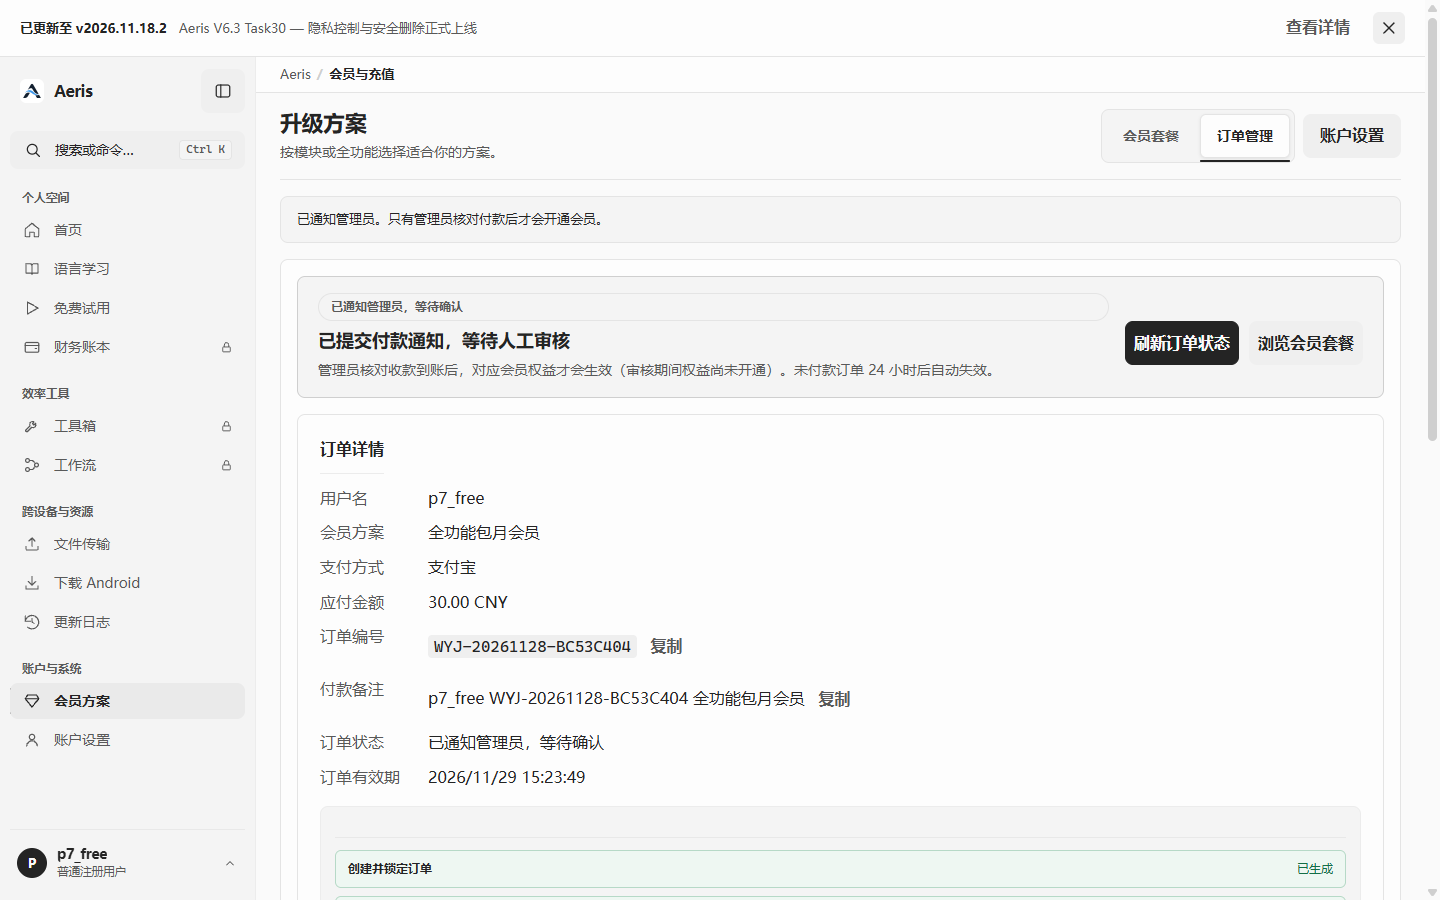 已更新至 v2026.11.18.2 Aeris V6.3 Task30 — 隐私控制与安全删除正式上线
查看详情
Aeris
搜索或命令... Ctrl K
个人空间
首页
语言学习
免费试用
财务账本
效率工具
工具箱
工作流
跨设备与资源
文件传输
下载 Android
更新日志
账户与系统
会员方案
账户设置
P
p7_free
普通注册用户
Aeris / 会员与充值
升级方案
按模块或全功能选择适合你的方案。
会员套餐 订单管理 账户设置
已通知管理员。只有管理员核对付款后才会开通会员。
已通知管理员，等待确认
已提交付款通知，等待人工审核
管理员核对收款到账后，对应会员权益才会生效（审核期间权益尚未开通）。未付款订单 24 小时后自动失效。
刷新订单状态 浏览会员套餐
订单详情
用户名 p7_free
会员方案 全功能包月会员
支付方式 支付宝
应付金额 30.00 CNY
订单编号 WYJ-20261128-BC53C404 复制
付款备注 p7_free WYJ-20261128-BC53C404 全功能包月会员 复制
订单状态 已通知管理员，等待确认
订单有效期 2026/11/29 15:23:49
创建并锁定订单 已生成